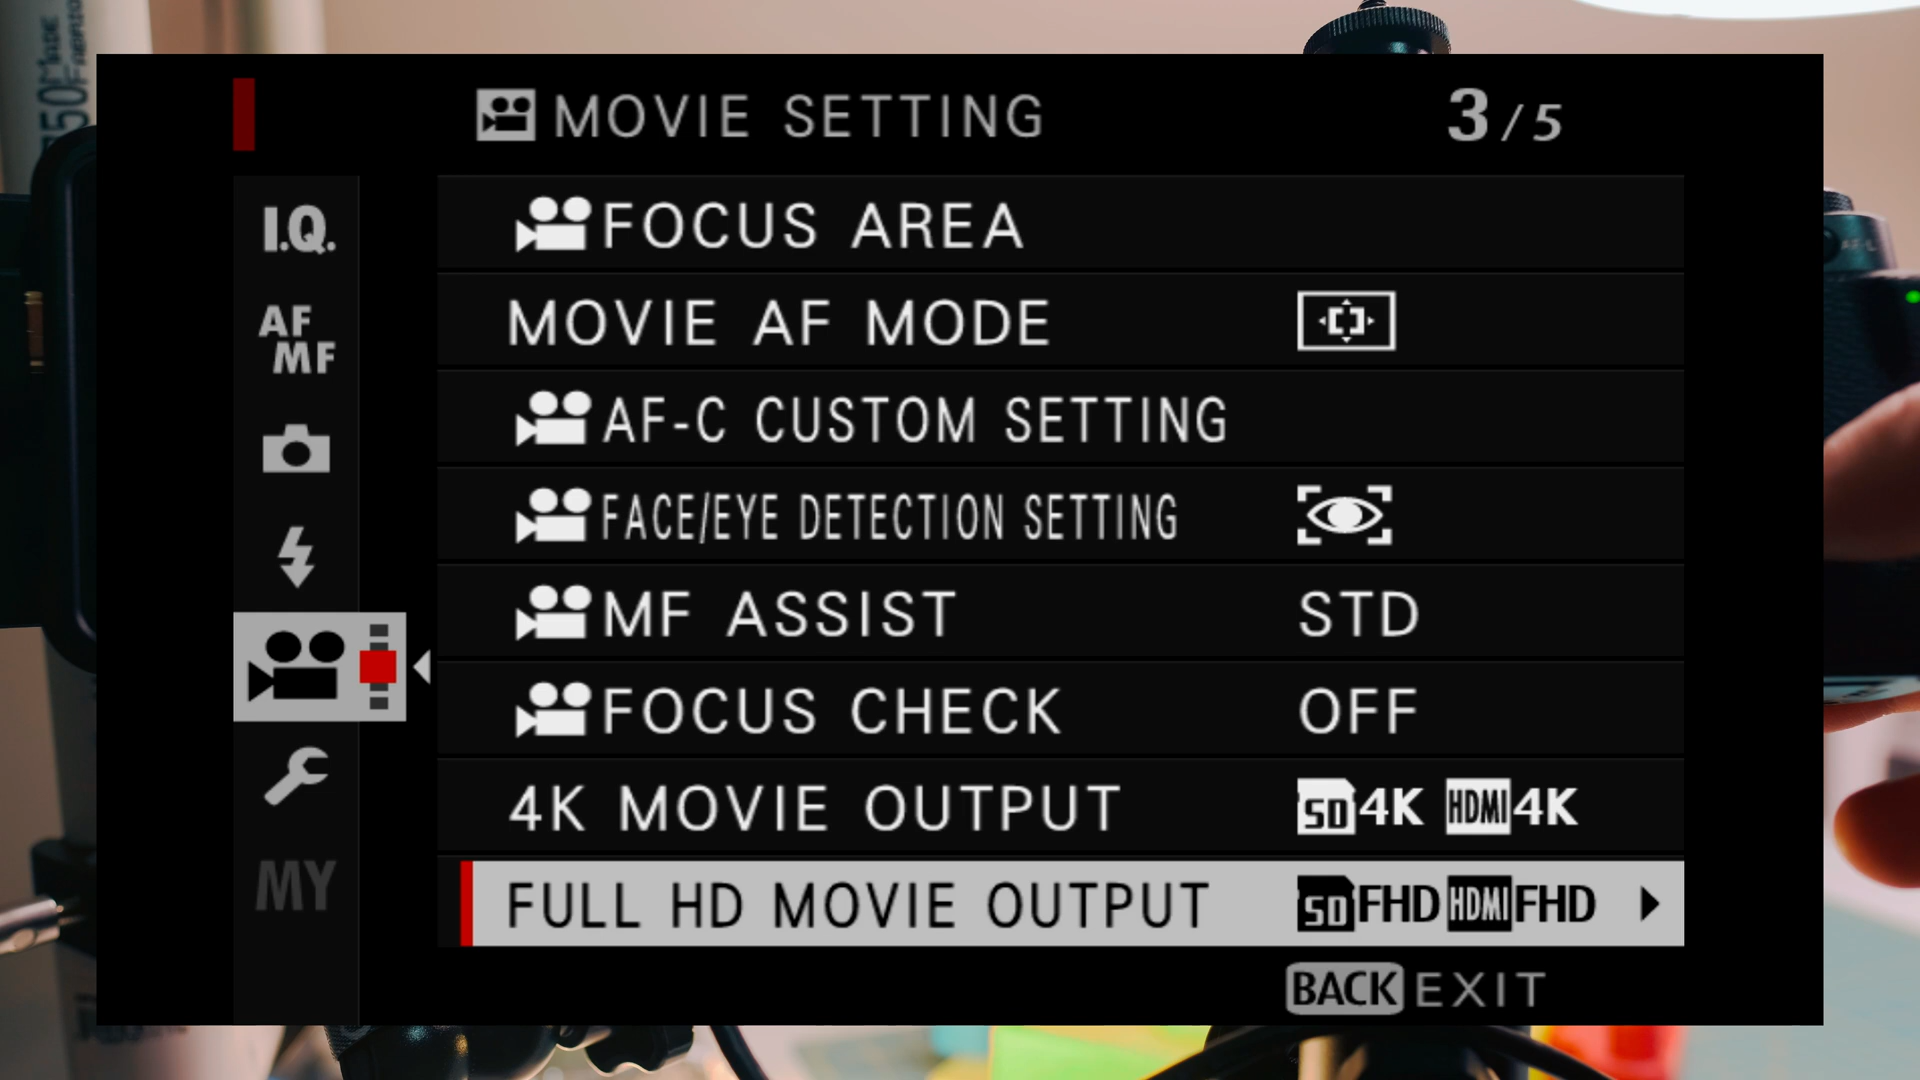 MOVIE SETTING 3/5
I.Q.
AF
MF
MY
FOCUS AREA
MOVIE AF MODE
AF-C CUSTOM SETTING
FACE/EYE DETECTION SETTING
MF ASSIST STD
FOCUS CHECK OFF
4K MOVIE OUTPUT SD 4K HDMI 4K
FULL HD MOVIE OUTPUT SD FHD HDMI FHD
BACK EXIT